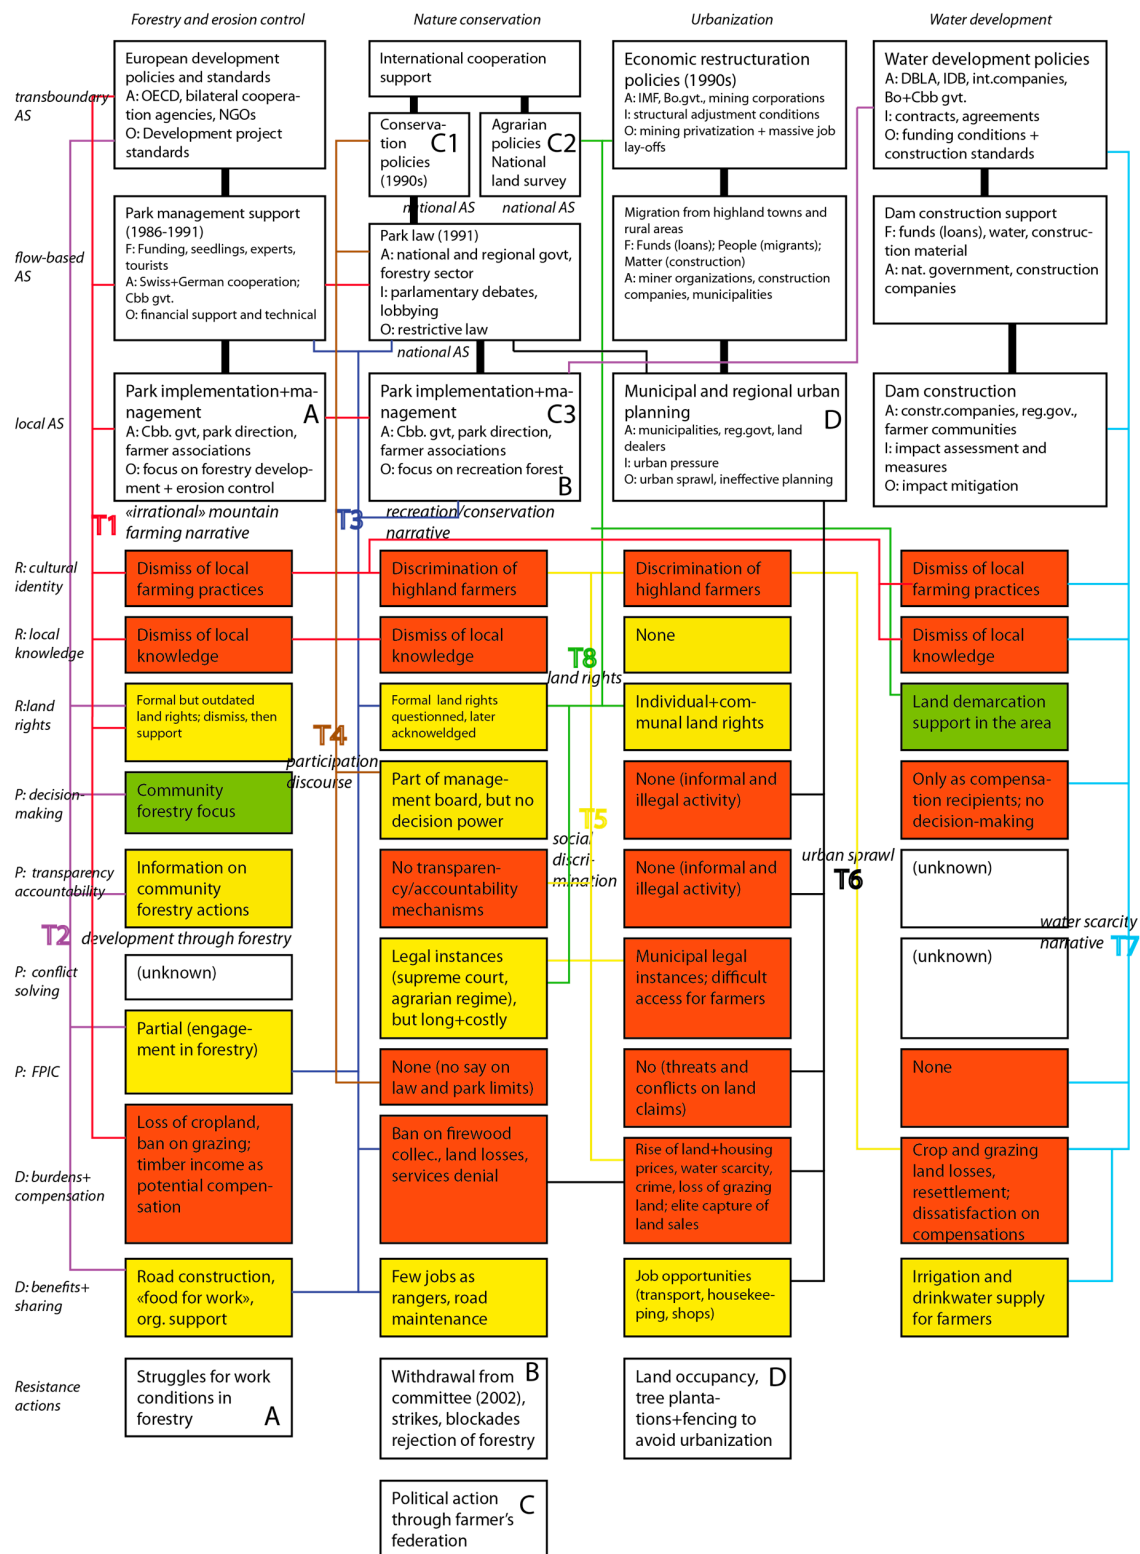 Forestry and erosion control
Nature conservation
Urbanization
Water development
transboundary
AS
European development
policies and standards
A: OECD, bilateral coopera-
tion agencies, NGOs
O: Development project
standards
International cooperation
support
Conserva-
tion
policies
(1990s)
C1
Agrarian
policies
National
land survey
C2
national AS
national AS
Economic restructuration
policies (1990s)
A: IMF, Bo.gvt., mining corporations
I: structural adjustment conditions
O: mining privatization + massive job
lay-offs
Water development policies
A: DBLA, IDB, int.companies,
Bo+Cbb gvt.
I: contracts, agreements
O: funding conditions +
construction standards
flow-based
AS
Park management support
(1986-1991)
F: Funding, seedlings, experts,
tourists
A: Swiss+German cooperation;
Cbb gvt.
O: financial support and technical
Park law (1991)
A: national and regional govt,
forestry sector
I: parlamentary debates,
lobbying
O: restrictive law
national AS
Migration from highland towns and
rural areas
F: Funds (loans); People (migrants);
Matter (construction)
A: miner organizations, construction
companies, municipalities
Dam construction support
F: funds (loans), water, construc-
tion material
A: nat. government, construction
companies
local AS
Park implementation+ma-
nagement
A: Cbb. gvt, park direction,
farmer associations
O: focus on forestry develop-
ment + erosion control
A
Park implementation+ma-
nagement
A: Cbb. gvt, park direction,
farmer associations
O: focus on recreation forest
C3
B
Municipal and regional urban
planning
A: municipalities, reg.govt, land
dealers
I: urban pressure
O: urban sprawl, ineffective planning
D
Dam construction
A: constr.companies, reg.gov.,
farmer communities
I: impact assessment and
measures
O: impact mitigation
T1
«irrational» mountain
farming narrative
T3
recreation/conservation
narrative
R: cultural
identity
Dismiss of local
farming practices
Discrimination of
highland farmers
Discrimination of
highland farmers
Dismiss of local
farming practices
R: local
knowledge
Dismiss of local
knowledge
Dismiss of local
knowledge
T8
land rights
None
Dismiss of local
knowledge
R:land
rights
Formal but outdated
land rights; dismiss, then
support
Formal land rights
questionned, later
acknoweldged
Individual+com-
munal land rights
Land demarcation
support in the area
T4
participation
discourse
P: decision-
making
Community
forestry focus
Part of manage-
ment board, but no
decision power
T5
social
discri-
mination
None (informal and
illegal activity)
Only as compensa-
tion recipients; no
decision-making
P: transparency
accountability
Information on
community
forestry actions
No transparen-
cy/accountability
mechanisms
None (informal and
illegal activity)
urban sprawl
T6
(unknown)
T2
development through forestry
water scarcity
narrative
T7
P: conflict
solving
(unknown)
Legal instances
(supreme court,
agrarian regime),
but long+costly
Municipal legal
instances; difficult
access for farmers
(unknown)
P: FPIC
Partial (engage-
ment in forestry)
None (no say on
law and park limits)
No (threats and
conflicts on land
claims)
None
D: burdens+
compensation
Loss of cropland,
ban on grazing;
timber income as
potential compen-
sation
Ban on firewood
collec., land losses,
services denial
Rise of land+housing
prices, water scarcity,
crime, loss of grazing
land; elite capture of
land sales
Crop and grazing
land losses,
resettlement;
dissatisfaction on
compensations
D: benefits+
sharing
Road construction,
«food for work»,
org. support
Few jobs as
rangers, road
maintenance
Job opportunities
(transport, housekee-
ping, shops)
Irrigation and
drinkwater supply
for farmers
Resistance
actions
Struggles for work
conditions in
forestry
A
Withdrawal from
committee (2002),
strikes, blockades
rejection of forestry
B
Land occupancy,
tree planta-
tions+fencing to
avoid urbanization
D
Political action
through farmer's
federation
C